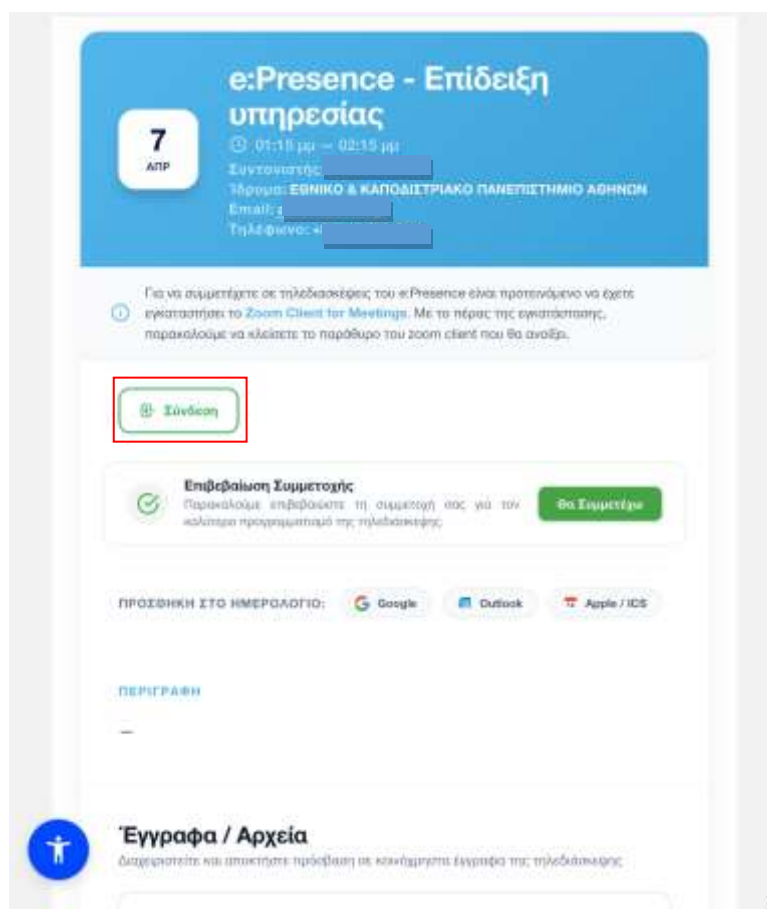 e:Presence - Επίδειξη
υπηρεσίας
7
ΑΠΡ
01:15 μμ — 02:15 μμ
Συντονιστής:
Ίδρυμα: ΕΘΝΙΚΟ & ΚΑΠΟΔΙΣΤΡΙΑΚΟ ΠΑΝΕΠΙΣΤΗΜΙΟ ΑΘΗΝΩΝ
Email:
Τηλέφωνο:
Για να συμμετέχετε σε τηλεδιασκέψεις του e:Presence είναι προτεινόμενο να έχετε
εγκαταστήσει το Zoom Client for Meetings. Με το πέρας της εγκατάστασης,
παρακαλούμε να κλείσετε το παράθυρο του zoom client που θα ανοίξει.
Σύνδεση
Επιβεβαίωση Συμμετοχής
Παρακαλούμε επιβεβαιώστε τη συμμετοχή σας για τον
καλύτερο προγραμματισμό της τηλεδιάσκεψης.
Θα Συμμετέχω
ΠΡΟΣΘΗΚΗ ΣΤΟ ΗΜΕΡΟΛΟΓΙΟ: Google Outlook Apple / ICS
ΠΕΡΙΓΡΑΦΗ
—
Έγγραφα / Αρχεία
Διαχειριστείτε και αποκτήστε πρόσβαση σε κοινόχρηστα έγγραφα της τηλεδιάσκεψης